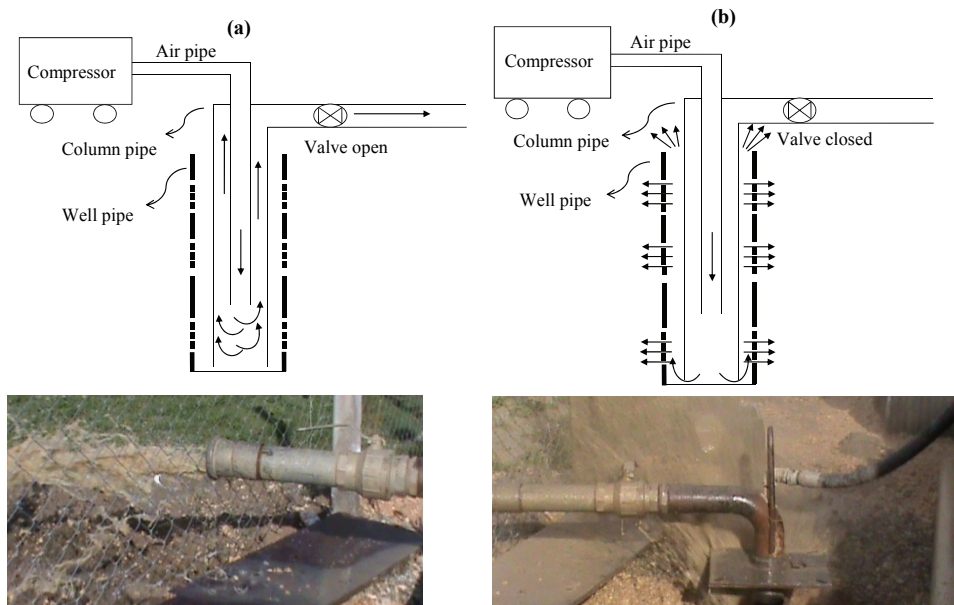 (a)
Air pipe
Compressor
Column pipe
Valve open
Well pipe
(b)
Air pipe
Compressor
Column pipe
Valve closed
Well pipe